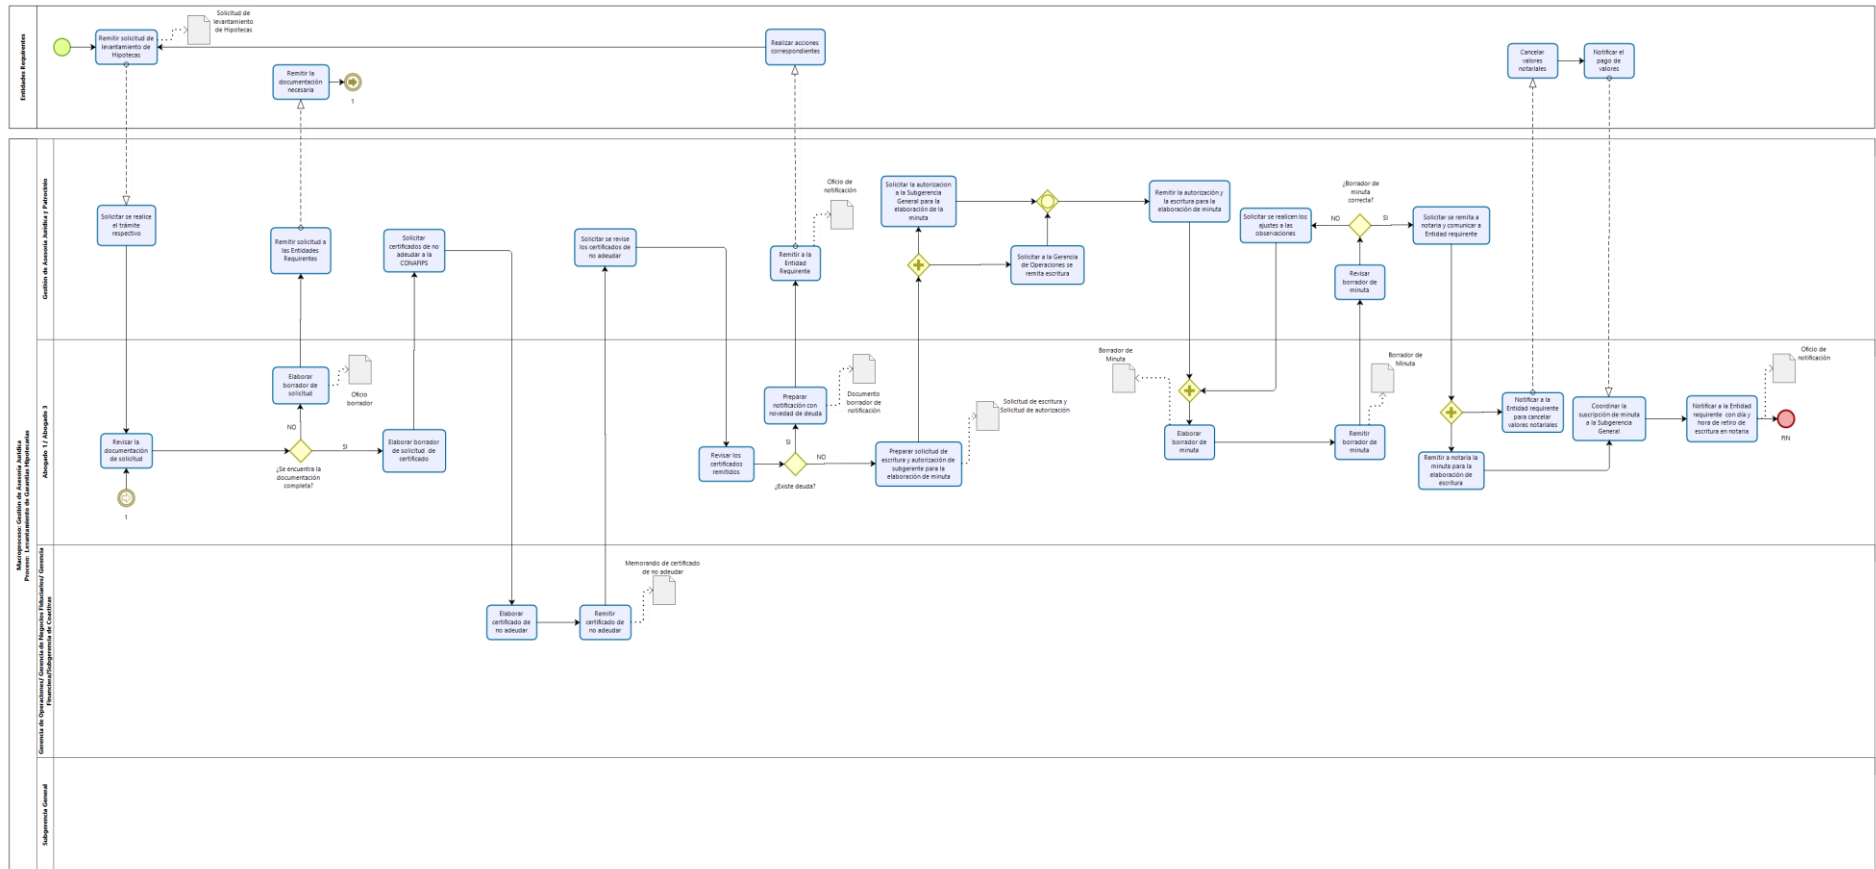 Entidades Requirentes
Remitir solicitud de
levantamiento de
Hipotecas
Solicitud de
levantamiento
de Hipotecas
Remitir la
documentación
necesaria
1
Realizar acciones
correspondientes
Cancelar
valores
notariales
Notificar el
pago de
valores
Macroproceso: Gestión de Asesoría Jurídica
Proceso: Levantamiento de Garantías Hipotecarias
Gestión de Asesoría Jurídica y Patrocinio
Solicitar se realice
el trámite
respectivo
Remitir solicitud a
las Entidades
Requirentes
Solicitar
certificados de no
adeudar a la
CONAFIPS
Solicitar se revise
los certificados de
no adeudar
Remitir a la
Entidad
Requirente
Oficio de
notificación
Solicitar la autorizacion
a la Subgerencia
General para la
elaboración de la
minuta
Solicitar a la Gerencia
de Operaciones se
remita escritura
Remitir la autorización y
la escritura para la
elaboración de minuta
Solicitar se realicen los
ajustes a las
observaciones
NO
¿Borrador de
minuta
correcta?
SI
Revisar
borrador de
minuta
Solicitar se remita a
notaria y comunicar a
Entidad requirente
Abogado 1 / Abogado 3
Revisar la
documentación
de solicitud
1
Elaborar
borrador de
solicitud
Oficio
borrador
NO
SI
¿Se encuentra la
documentación
completa?
Elaborar borrador
de solicitud de
certificado
Revisar los
certificados
remitidos
Preparar
notificación con
novedad de deuda
Documento
borrador de
notificación
SI
NO
¿Existe deuda?
Preparar solicitud de
escritura y autorización de
subgerente para la
elaboración de minuta
Solicitud de escritura y
Solicitud de autorización
Borrador de
Minuta
Elaborar
borrador de
minuta
Remitir
borrador de
minuta
Borrador de
Minuta
Notificar a la
Entidad requirente
para cancelar
valores notariales
Remitir a notaria la
minuta para la
elaboración de
escritura
Coordinar la
suscripción de minuta
a la Subgerencia
General
Notificar a la Entidad
requirente con día y
hora de retiro de
escritura en notaria
Oficio de
notificación
FIN
Gerencia de Operaciones/ Gerencia de Negocios Fiduciarios/ Gerencia
Financiera/Subgerencia de Coactivas
Elaborar
certificado de
no adeudar
Remitir
certificado de
no adeudar
Memorando de certificado
de no adeudar
Subgerencia General